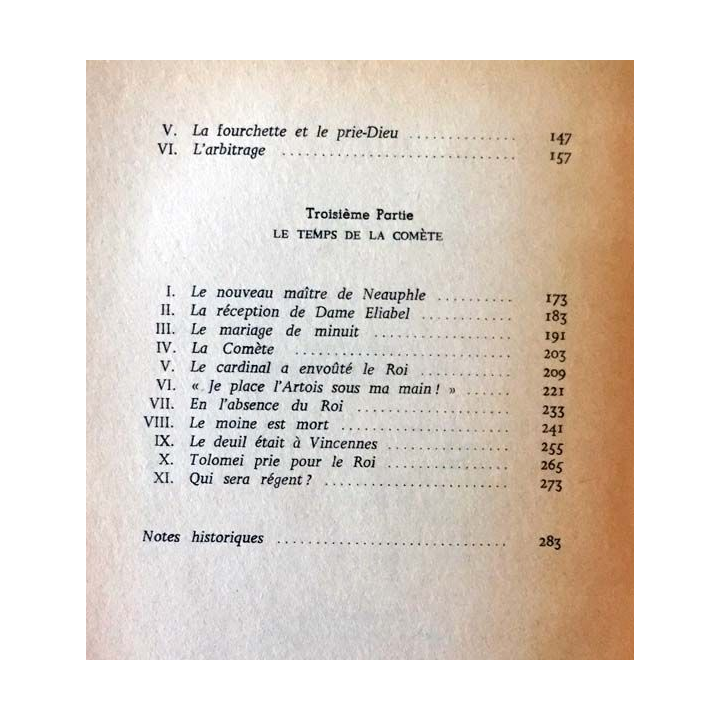 V. La fourchette et le prie-Dieu .............. 147
VI. L'arbitrage .............................. 157
Troisième Partie
LE TEMPS DE LA COMÈTE
I. Le nouveau maître de Neauphle .......... 173
II. La réception de Dame Eliabel ............ 183
III. Le mariage de minuit .................... 191
IV. La Comète ............................ 203
V. Le cardinal a envoûté le Roi ............. 209
VI. « Je place l'Artois sous ma main ! » ...... 221
VII. En l'absence du Roi .................... 233
VIII. Le moine est mort ...................... 241
IX. Le deuil était à Vincennes ................ 255
X. Tolomei prie pour le Roi ................ 265
XI. Qui sera régent ? ........................ 273
Notes historiques .............................. 283